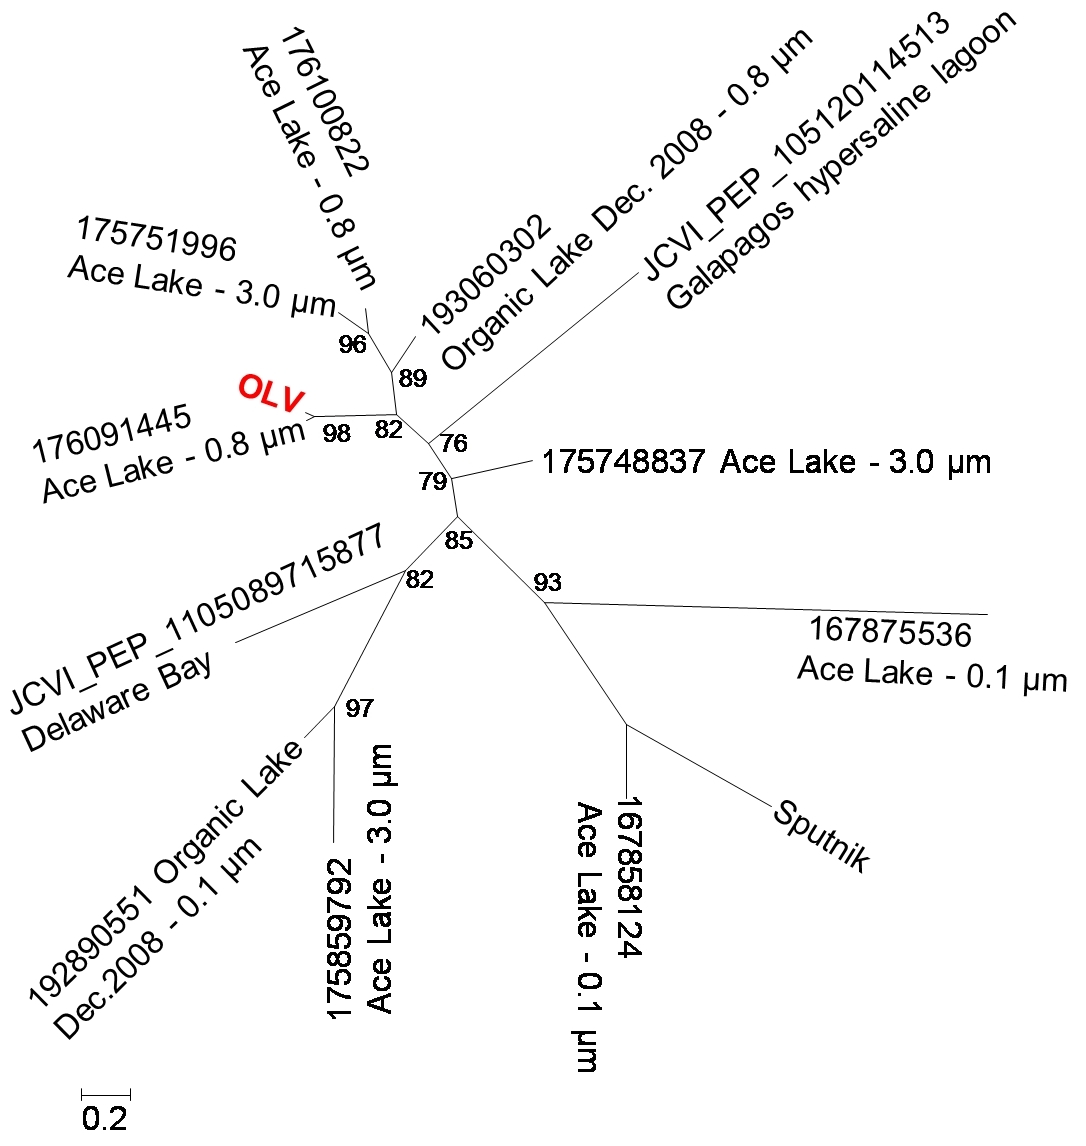 176100822
Ace Lake - 0.8 µm
JCVI_PEP_1051201​14513
Galapagos hypersaline lagoon
193060302
Organic Lake Dec. 2008 - 0.8 µm
175751996
Ace Lake - 3.0 µm
96
89
OLV
176091445
Ace Lake - 0.8 µm
98
82
76
79
175748837 Ace Lake - 3.0 µm
85
JCVI_PEP_1105089715877
Delaware Bay
82
93
167875536
Ace Lake - 0.1 µm
97
192890551 Organic Lake
Dec.2008 - 0.1 µm
175859792
Ace Lake - 3.0 µm
167858124
Ace Lake - 0.1 µm
Sputnik
0.2